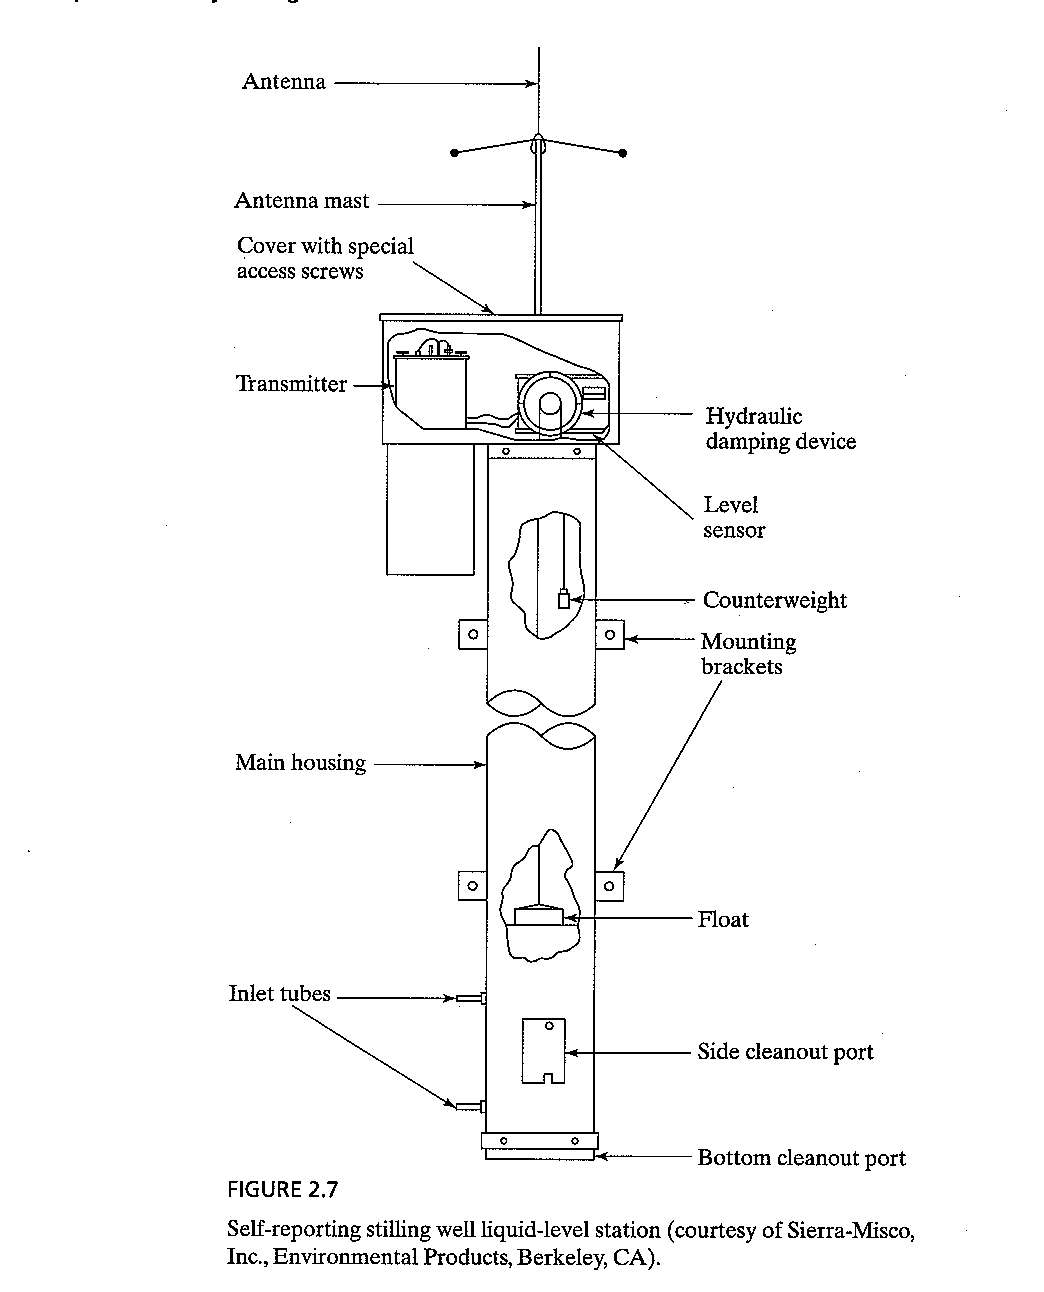 Antenna
Antenna mast
Cover with special
access screws
Transmitter
Hydraulic
damping device
Level
sensor
Counterweight
Mounting
brackets
Main housing
Float
Inlet tubes
Side cleanout port
Bottom cleanout port
FIGURE 2.7
Self-reporting stilling well liquid-level station (courtesy of Sierra-Misco,
Inc., Environmental Products, Berkeley, CA).